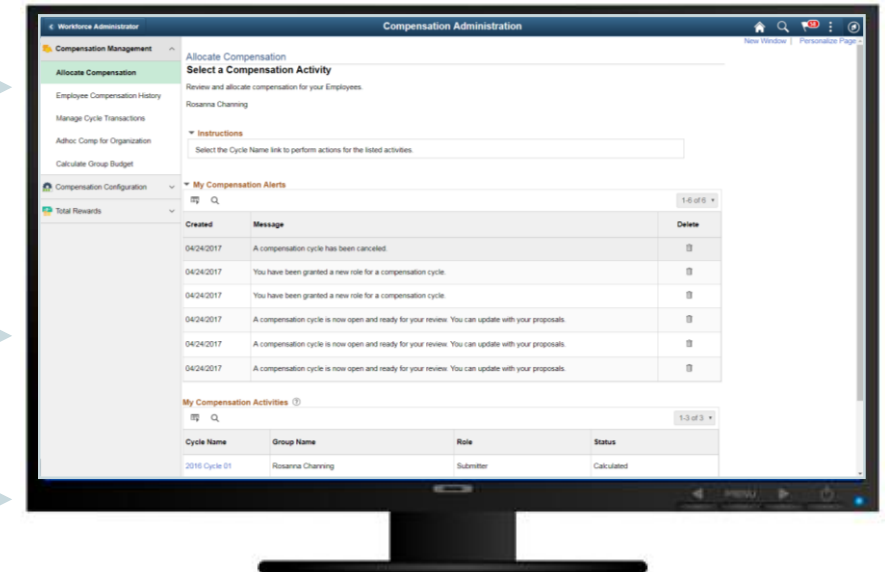 Workforce Administrator
Compensation Administration
14
New Window | Personalize Page
Compensation Management
Allocate Compensation
Employee Compensation History
Manage Cycle Transactions
Adhoc Comp for Organization
Calculate Group Budget
Compensation Configuration
Total Rewards
Allocate Compensation
Select a Compensation Activity
Review and allocate compensation for your Employees.
Rosanna Channing
Instructions
Select the Cycle Name link to perform actions for the listed activities.
My Compensation Alerts
1-6 of 6
Created Message Delete
04/24/2017 A compensation cycle has been canceled.
04/24/2017 You have been granted a new role for a compensation cycle.
04/24/2017 You have been granted a new role for a compensation cycle.
04/24/2017 A compensation cycle is now open and ready for your review. You can update with your proposals.
04/24/2017 A compensation cycle is now open and ready for your review. You can update with your proposals.
04/24/2017 A compensation cycle is now open and ready for your review. You can update with your proposals.
My Compensation Activities ?
1-3 of 3
Cycle Name Group Name Role Status
2016 Cycle 01 Rosanna Channing Submitter Calculated
MENU